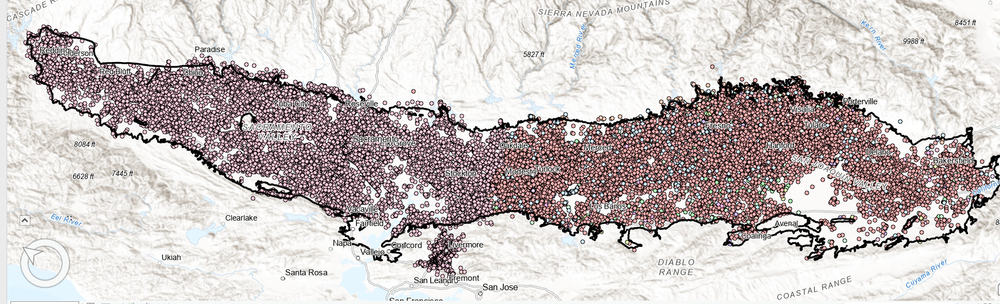 CASCADE R
SIERRA NEVADA MOUNTAINS
8451 ft
Kern River
9988 ft
Merced River
5827 ft
Paradise
Redding
Anderson
Red Bluff
Chico
Yuba City
Roseville
Porterville
Visalia
Fresno
Tulare
SACRAMENTO
VALLEY
Sacramento
Elk Grove
Oakdale
Merced
Hanford
Delano
Bakersfield
8084 ft
SAN JOAQUIN VALLEY
6628 ft
7445 ft
Stockton
Modesto
Turlock
Californ
Vacaville
Los Banos
Eel River
Clearlake
Fairfield
Avenal
Coalinga
8
Napa
Concord
Livermore
Vallejo
Ukiah
DIABLO
RANGE
Santa Rosa
Cuyama River
San Leandro
Fremont
San Jose
COASTAL RANGE
San Francisco